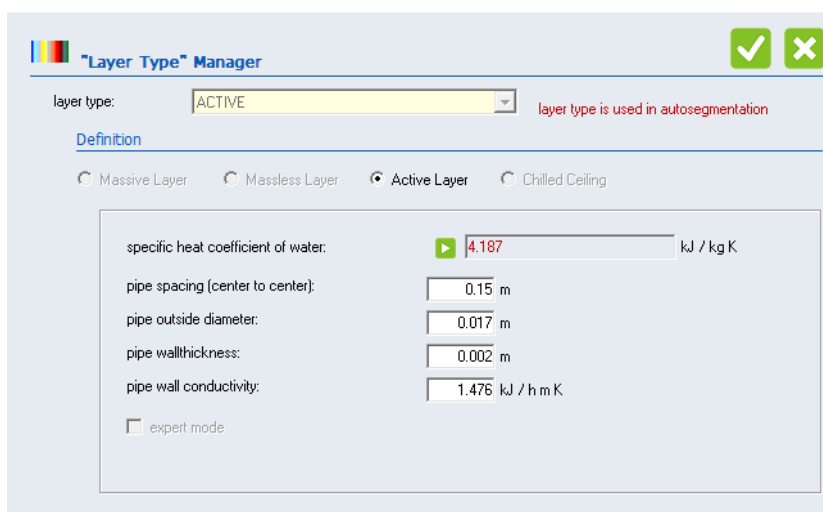 "Layer Type" Manager
layer type: ACTIVE layer type is used in autosegmentation
Definition
Massive Layer Massless Layer Active Layer Chilled Ceiling
specific heat coefficient of water: 4.187 kJ / kg K
pipe spacing (center to center): 0.15 m
pipe outside diameter: 0.017 m
pipe wallthickness: 0.002 m
pipe wall conductivity: 1.476 kJ / h m K
expert mode